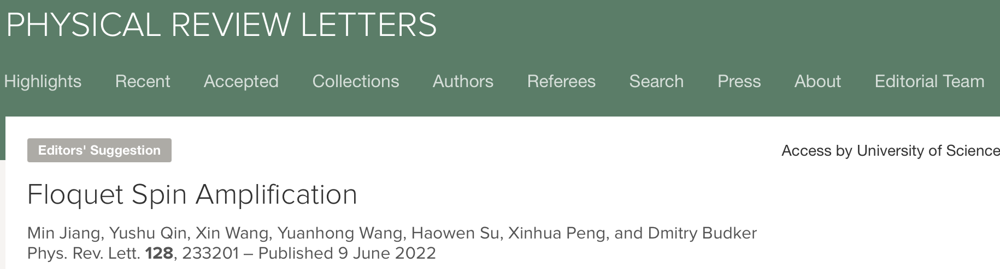 PHYSICAL REVIEW LETTERS
Highlights Recent Accepted Collections Authors Referees Search Press About Editorial Team
Editors' Suggestion Access by University of Science
Floquet Spin Amplification
Min Jiang, Yushu Qin, Xin Wang, Yuanhong Wang, Haowen Su, Xinhua Peng, and Dmitry Budker
Phys. Rev. Lett. 128, 233201 – Published 9 June 2022